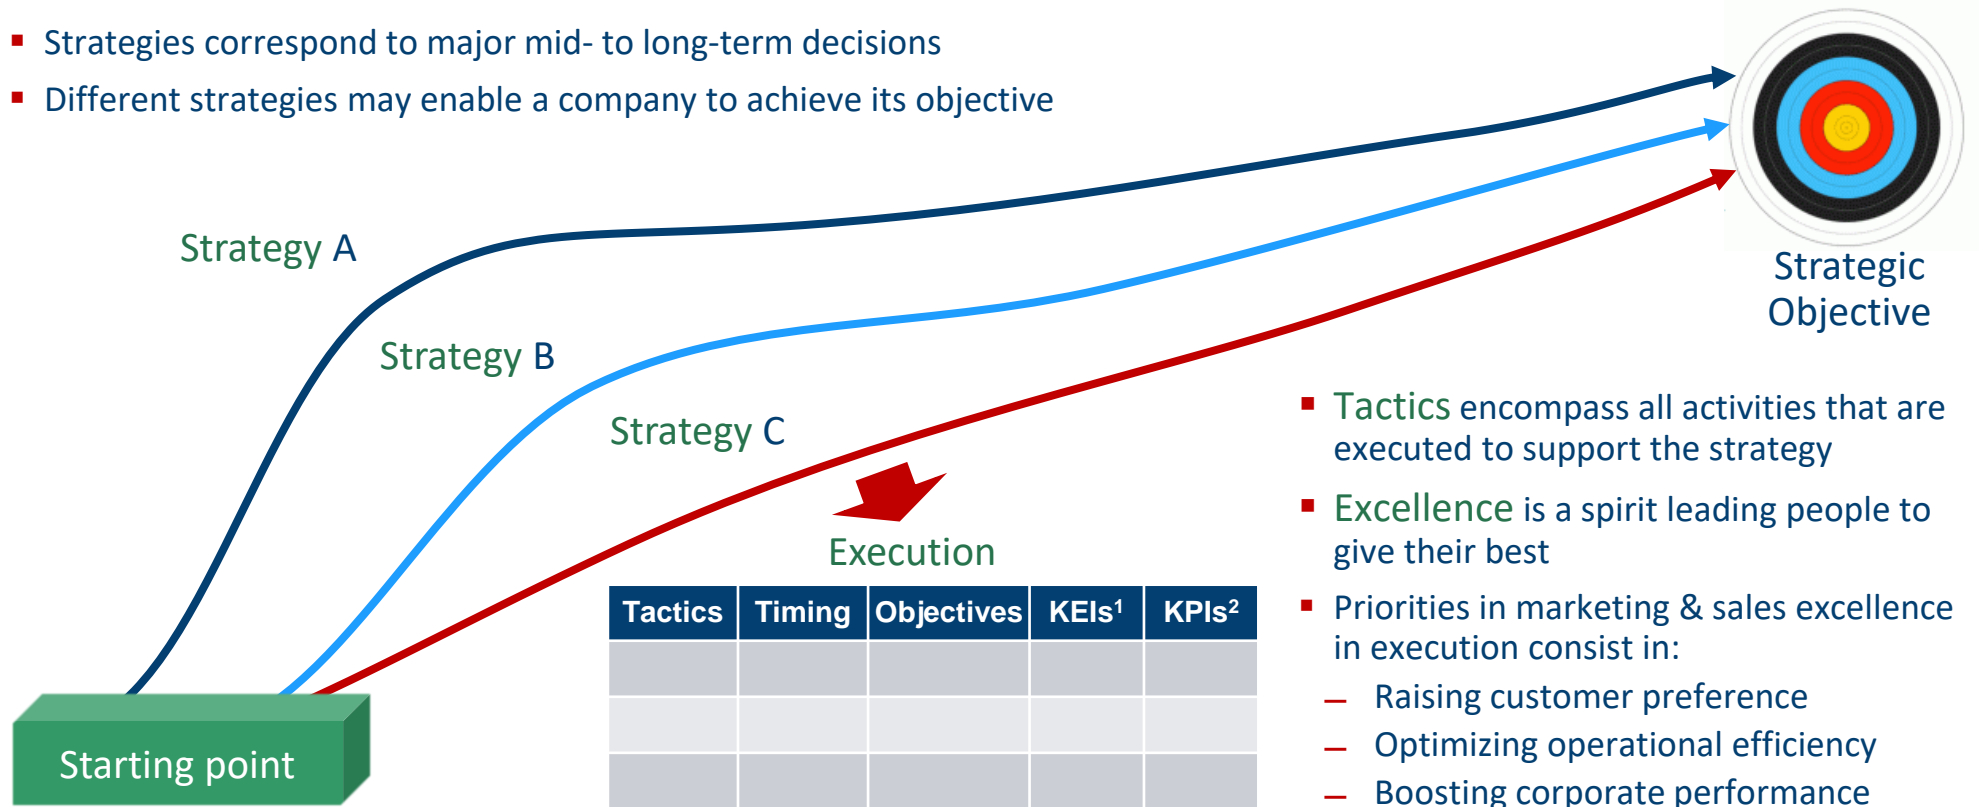 Strategies correspond to major mid- to long-term decisions
Different strategies may enable a company to achieve its objective
Strategy A
Strategy B
Strategy C
Strategic
Objective
Execution
Tactics Timing Objectives KEIs¹ KPIs²
Starting point
Tactics encompass all activities that are
executed to support the strategy
Excellence is a spirit leading people to
give their best
Priorities in marketing & sales excellence
in execution consist in:
– Raising customer preference
– Optimizing operational efficiency
– Boosting corporate performance